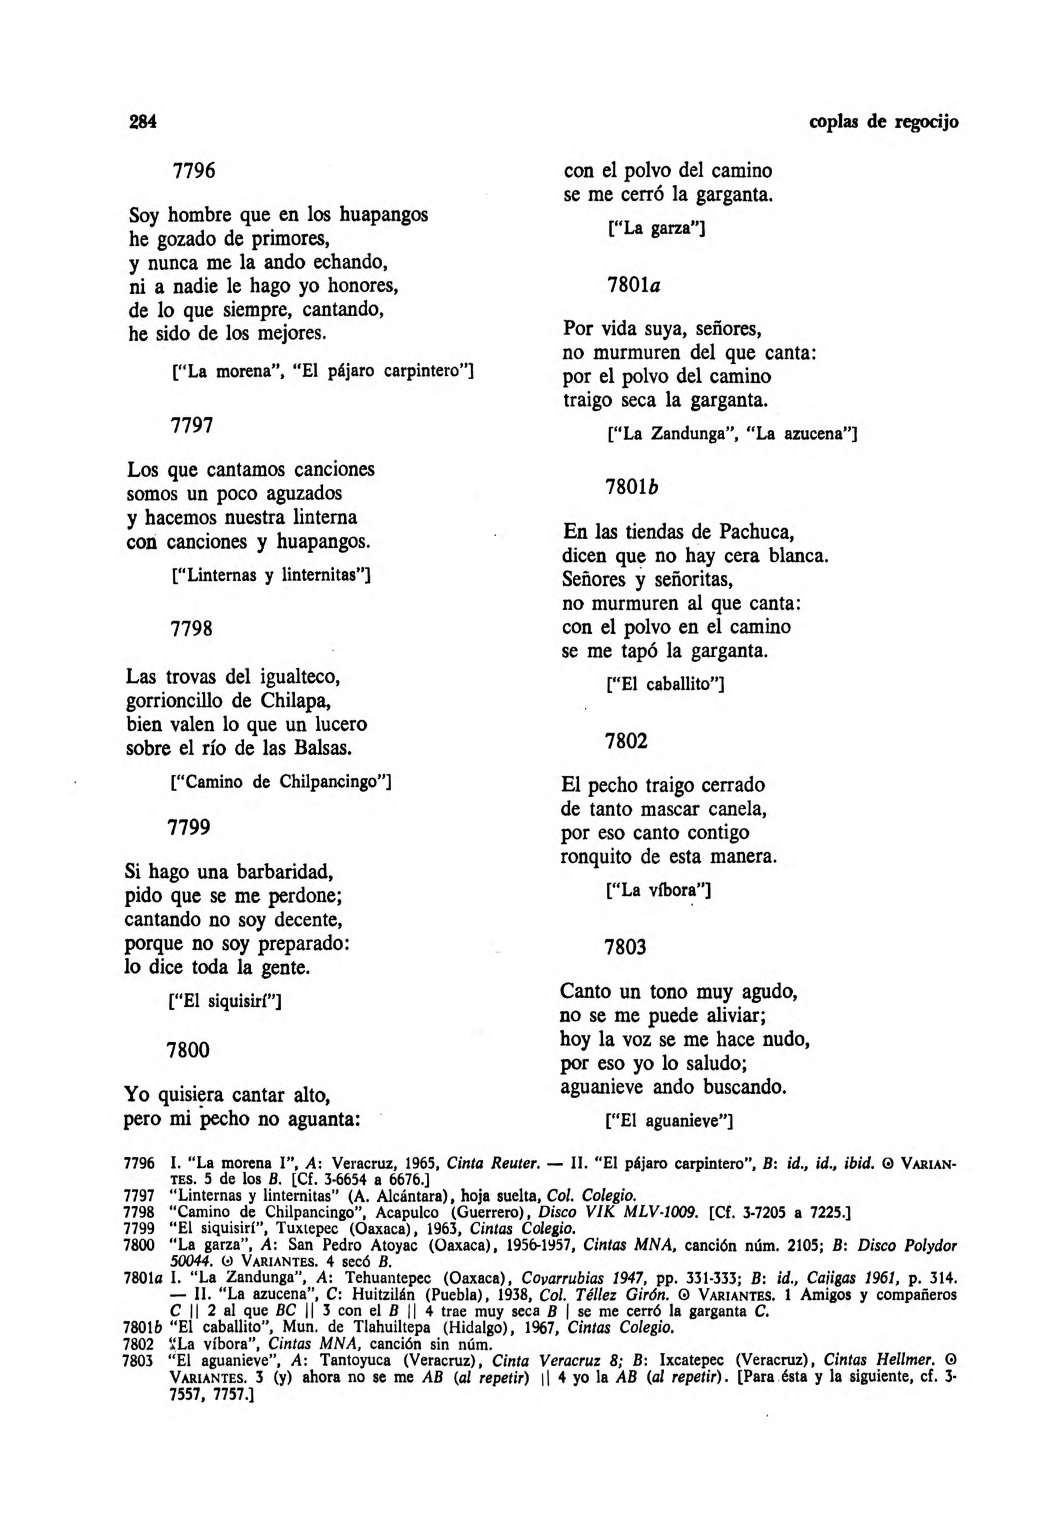 284
coplas de regocijo
7796
Soy hombre que en los huapangos
he gozado de primores,
y nunca me la ando echando,
ni a nadie le hago yo honores,
de lo que siempre, cantando,
he sido de los mejores.
["La morena", "El pájaro carpintero"]
7797
Los que cantamos canciones
somos un poco aguzados
y hacemos nuestra linterna
con canciones y huapangos.
["Linternas y linternitas"]
7798
Las trovas del igualteco,
gorrioncillo de Chilapa,
bien valen lo que un lucero
sobre el río de las Balsas.
["Camino de Chilpancingo"]
7799
Si hago una barbaridad,
pido que se me perdone;
cantando no soy decente,
porque no soy preparado:
lo dice toda la gente.
["El siquisirí"]
7800
Yo quisiera cantar alto,
pero mi pecho no aguanta:
con el polvo del camino
se me cerró la garganta.
["La garza"]
7801a
Por vida suya, señores,
no murmuren del que canta:
por el polvo del camino
traigo seca la garganta.
["La Zandunga", "La azucena"]
7801b
En las tiendas de Pachuca,
dicen que no hay cera blanca.
Señores y señoritas,
no murmuren al que canta:
con el polvo en el camino
se me tapó la garganta.
["El caballito"]
7802
El pecho traigo cerrado
de tanto mascar canela,
por eso canto contigo
ronquito de esta manera.
["La víbora"]
7803
Canto un tono muy agudo,
no se me puede aliviar;
hoy la voz se me hace nudo,
por eso yo lo saludo;
aguanieve ando buscando.
["El aguanieve"]
7796 I. "La morena I", A: Veracruz, 1965, Cinta Reuter. — II. "El pájaro carpintero", B: id., id., ibid. ⊙ VARIAN-
TES. 5 de los B. [Cf. 3-6654 a 6676.]
7797 "Linternas y linternitas" (A. Alcántara), hoja suelta, Col. Colegio.
7798 "Camino de Chilpancingo", Acapulco (Guerrero), Disco VIK MLV-1009. [Cf. 3-7205 a 7225.]
7799 "El siquisirí", Tuxtepec (Oaxaca), 1963, Cintas Colegio.
7800 "La garza", A: San Pedro Atoyac (Oaxaca), 1956-1957, Cintas MNA, canción núm. 2105; B: Disco Polydor
50044. ⊙ VARIANTES. 4 secó B.
7801a I. "La Zandunga", A: Tehuantepec (Oaxaca), Covarrubias 1947, pp. 331-333; B: id., Cajigas 1961, p. 314.
— II. "La azucena", C: Huitzilán (Puebla), 1938, Col. Téllez Girón. ⊙ VARIANTES. 1 Amigos y compañeros
C || 2 al que BC || 3 con el B || 4 trae muy seca B | se me cerró la garganta C.
7801b "El caballito", Mun. de Tlahuiltepa (Hidalgo), 1967, Cintas Colegio.
7802 "La víbora", Cintas MNA, canción sin núm.
7803 "El aguanieve", A: Tantoyuca (Veracruz), Cinta Veracruz 8; B: Ixcatepec (Veracruz), Cintas Hellmer. ⊙
VARIANTES. 3 (y) ahora no se me AB (al repetir) || 4 yo la AB (al repetir). [Para ésta y la siguiente, cf. 3-
7557, 7757.]